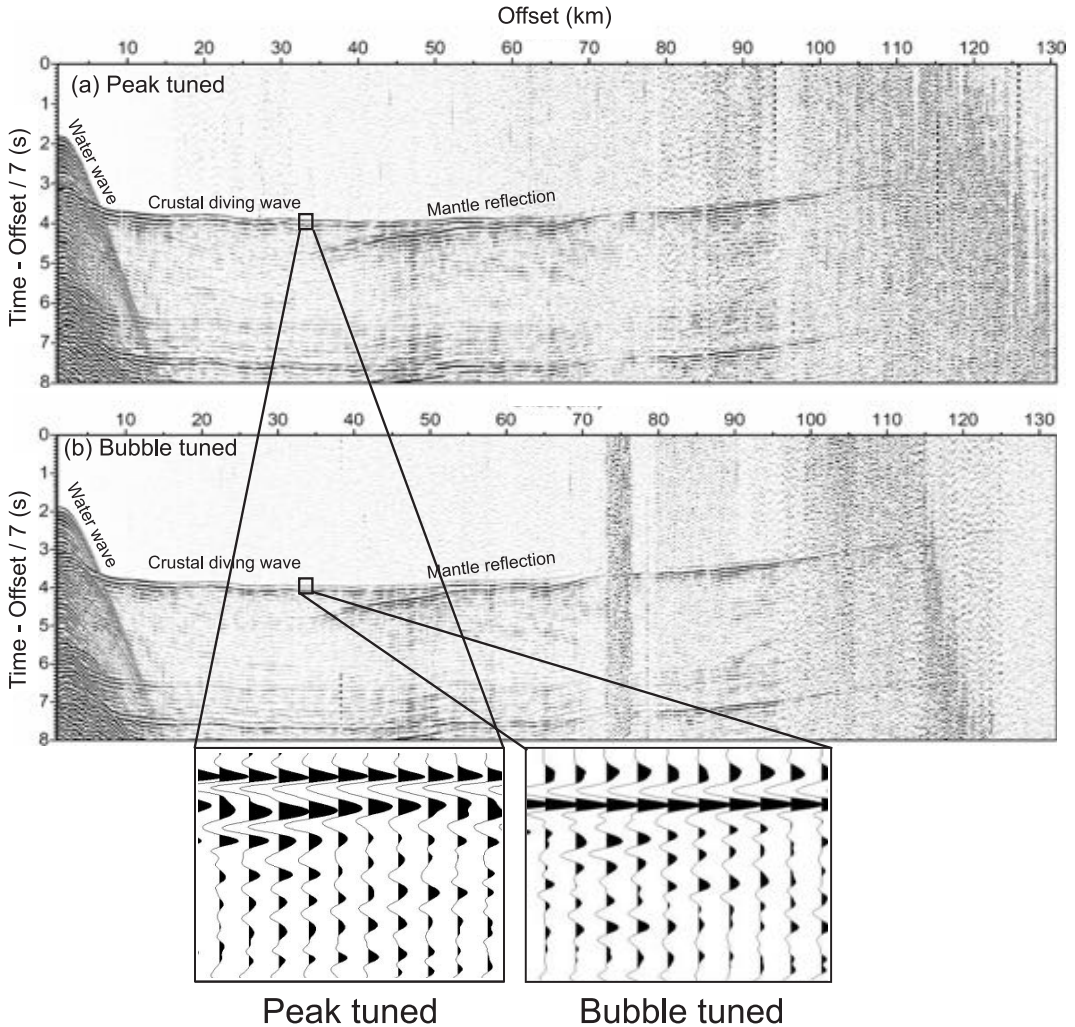 Offset (km)
10 20 30 40 50 60 70 80 90 100 110 120 130
0
(a) Peak tuned
1
2
Water wave
3
Crustal diving wave
Mantle reflection
4
5
6
7
8
Time - Offset / 7 (s)
10 20 30 40 50 60 70 80 90 100 110 120 130
0
(b) Bubble tuned
1
2
Water wave
3
Crustal diving wave
Mantle reflection
4
5
6
7
8
Time - Offset / 7 (s)
Peak tuned
Bubble tuned